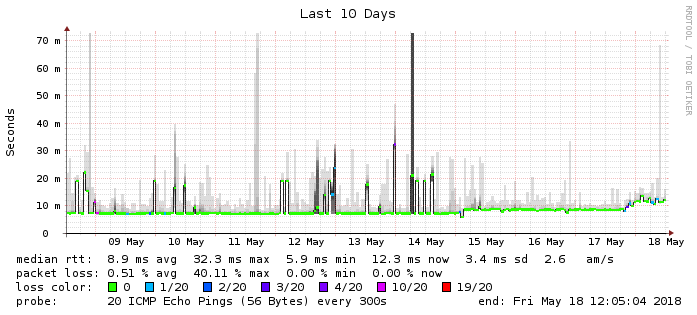 Last 10 Days
RRDTOOL / TOBI OETIKER
Seconds
70 m
60 m
50 m
40 m
30 m
20 m
10 m
0
09 May 10 May 11 May 12 May 13 May 14 May 15 May 16 May 17 May 18 May
median rtt: 8.9 ms avg 32.3 ms max 5.9 ms min 12.3 ms now 3.4 ms sd 2.6 am/s
packet loss: 0.51 % avg 40.11 % max 0.00 % min 0.00 % now
loss color: 0 1/20 2/20 3/20 4/20 10/20 19/20
probe: 20 ICMP Echo Pings (56 Bytes) every 300s end: Fri May 18 12:05:04 2018